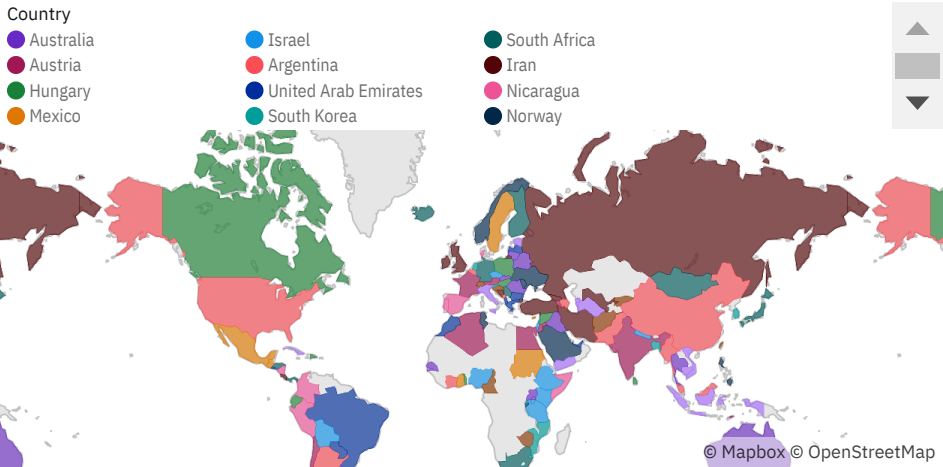 Country
Australia
Austria
Hungary
Mexico
Israel
Argentina
United Arab Emirates
South Korea
South Africa
Iran
Nicaragua
Norway
© Mapbox © OpenStreetMap